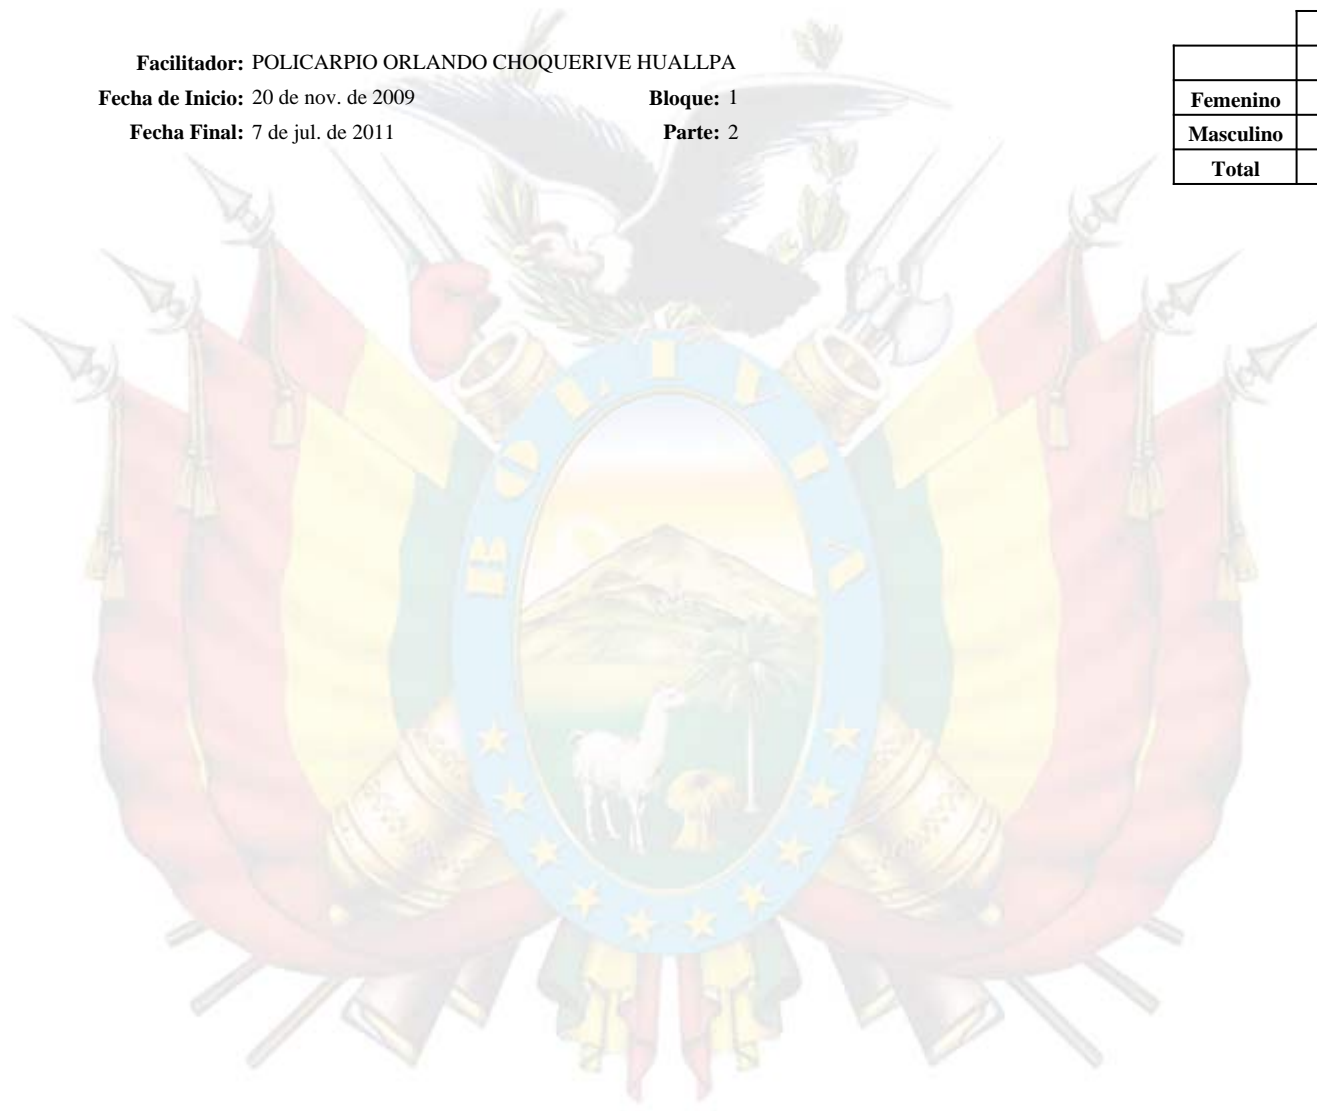 Facilitador: POLICARPIO ORLANDO CHOQUERIVE HUALLPA
Fecha de Inicio: 20 de nov. de 2009 Bloque: 1
Fecha Final: 7 de jul. de 2011 Parte: 2
Femenino
Masculino
Total
BOLIVIA